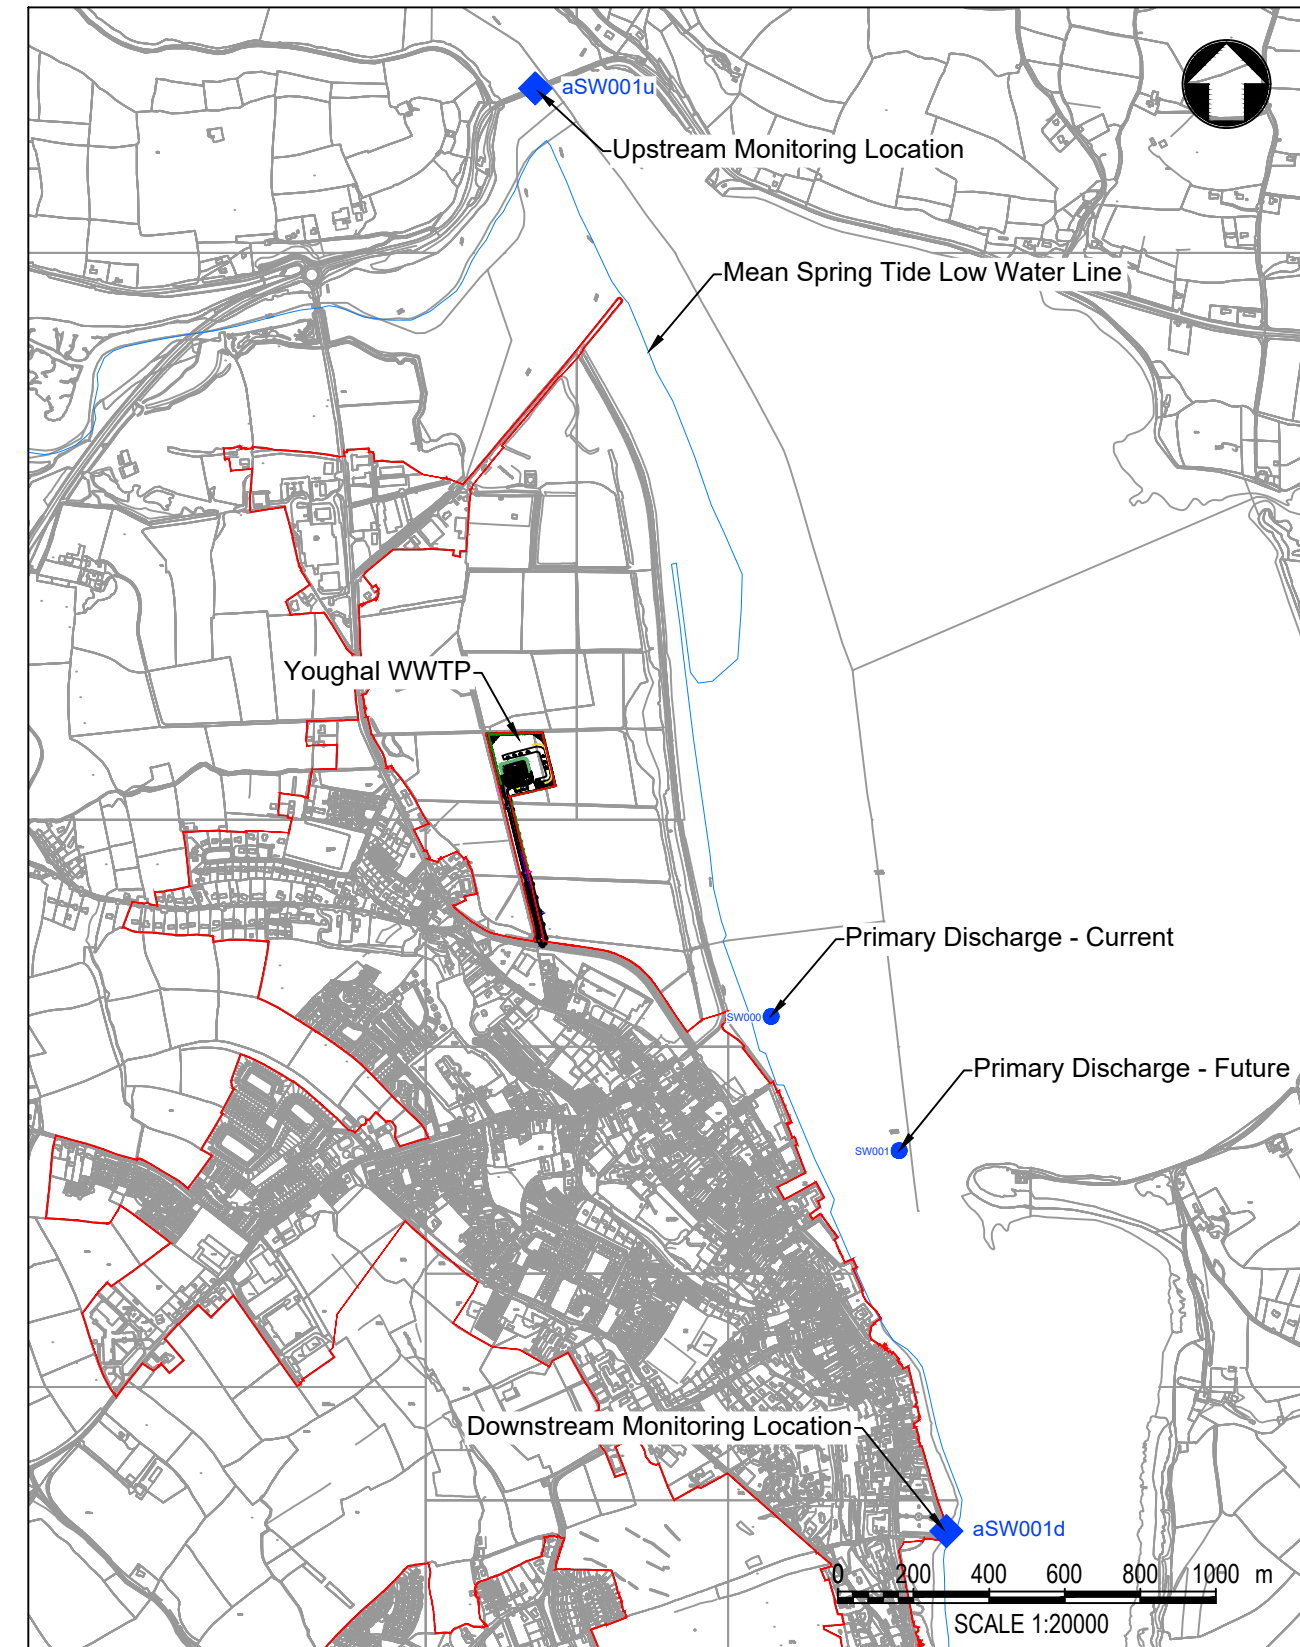 aSW001u
Upstream Monitoring Location
Mean Spring Tide Low Water Line
Youghal WWTP
Primary Discharge - Current
SW000
Primary Discharge - Future
SW001
Downstream Monitoring Location
aSW001d
0 200 400 600 800 1000 m
SCALE 1:20000